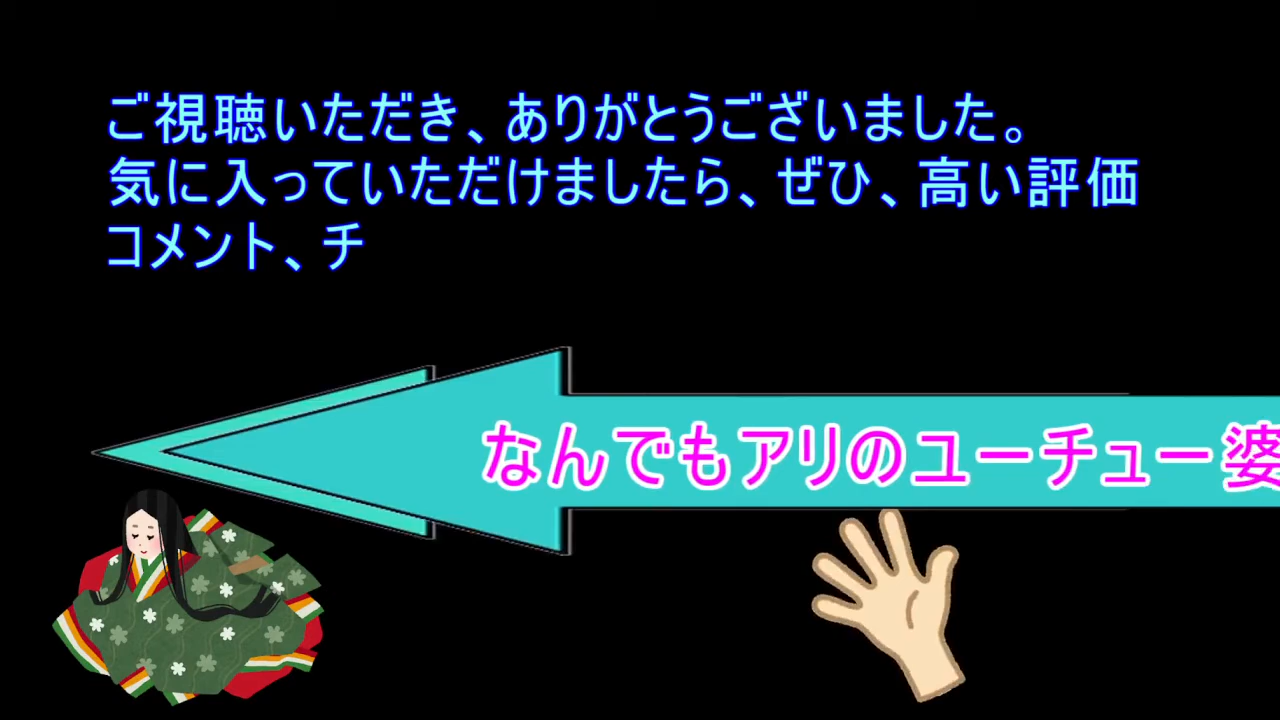 ご視聴いただき、ありがとうございました。
気に入っていただけましたら、ぜひ、高い評価
コメント、チ
なんでもアリのユーチュー婆